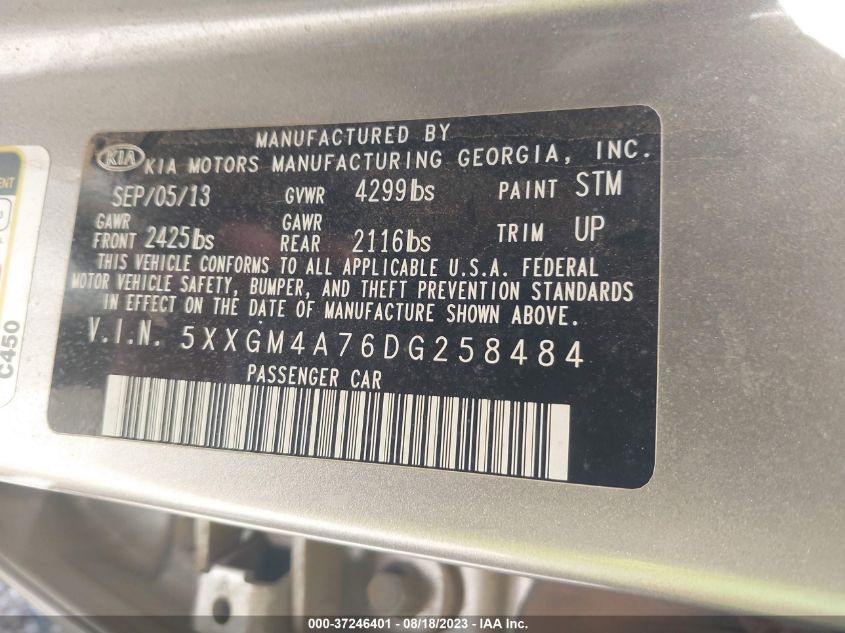 MANUFACTURED BY
KIA KIA MOTORS MANUFACTURING GEORGIA, INC.
SEP/05/13 GVWR 4299lbs PAINT STM
GAWR FRONT 2425lbs GAWR REAR 2116lbs TRIM UP
THIS VEHICLE CONFORMS TO ALL APPLICABLE U.S.A. FEDERAL
MOTOR VEHICLE SAFETY, BUMPER, AND THEFT PREVENTION STANDARDS
IN EFFECT ON THE DATE OF MANUFACTURE SHOWN ABOVE.
V.I.N. 5XXGM4A76DG258484
PASSENGER CAR
C450
000-37246401 - 08/18/2023 - IAA Inc.